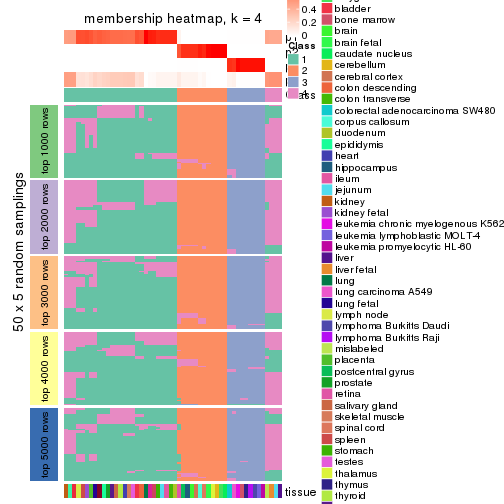 membership heatmap, k = 4
0.4
0.2
0
Class
1
2
3
50 x 5 random samplings
top 1000 rows
top 2000 rows
top 3000 rows
top 4000 rows
top 5000 rows
tissue
bladder
bone marrow
brain
brain fetal
caudate nucleus
cerebellum
cerebral cortex
colon descending
colon transverse
colorectal adenocarcinoma SW480
corpus callosum
duodenum
epididymis
heart
hippocampus
ileum
jejunum
kidney
kidney fetal
leukemia chronic myelogenous K562
leukemia lymphoblastic MOLT-4
leukemia promyelocytic HL-60
liver
liver fetal
lung
lung carcinoma A549
lung fetal
lymph node
lymphoma Burkitts Daudi
lymphoma Burkitts Raji
mislabeled
placenta
postcentral gyrus
prostate
retina
salivary gland
skeletal muscle
spinal cord
spleen
stomach
testes
thalamus
thymus
thyroid